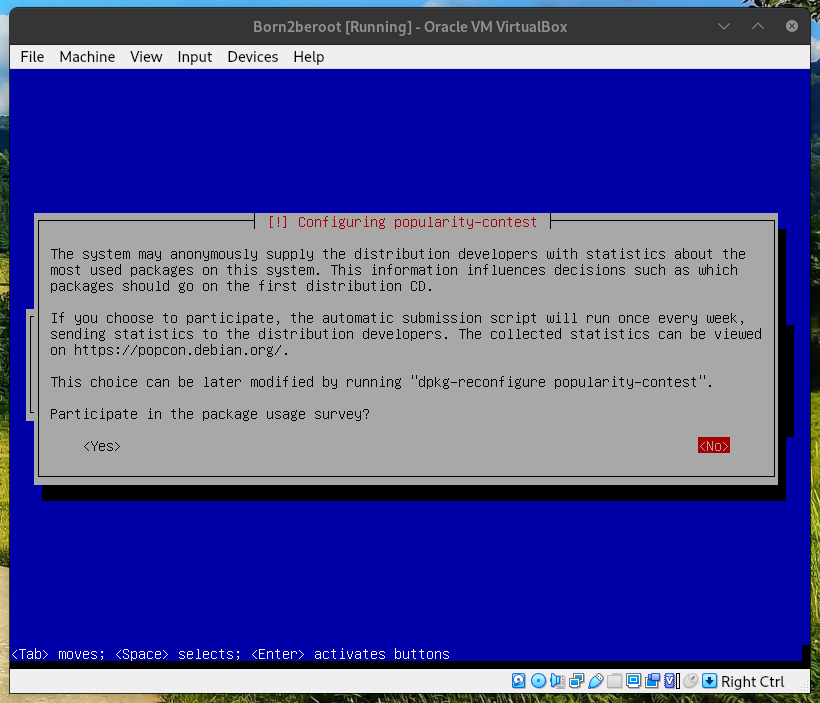 Born2beroot [Running] - Oracle VM VirtualBox
File Machine View Input Devices Help
[!] Configuring popularity-contest
The system may anonymously supply the distribution developers with statistics about the
most used packages on this system. This information influences decisions such as which
packages should go on the first distribution CD.
If you choose to participate, the automatic submission script will run once every week,
sending statistics to the distribution developers. The collected statistics can be viewed
on https://popcon.debian.org/.
This choice can be later modified by running "dpkg-reconfigure popularity-contest".
Participate in the package usage survey?
<Yes> <No>
<Tab> moves; <Space> selects; <Enter> activates buttons
Right Ctrl